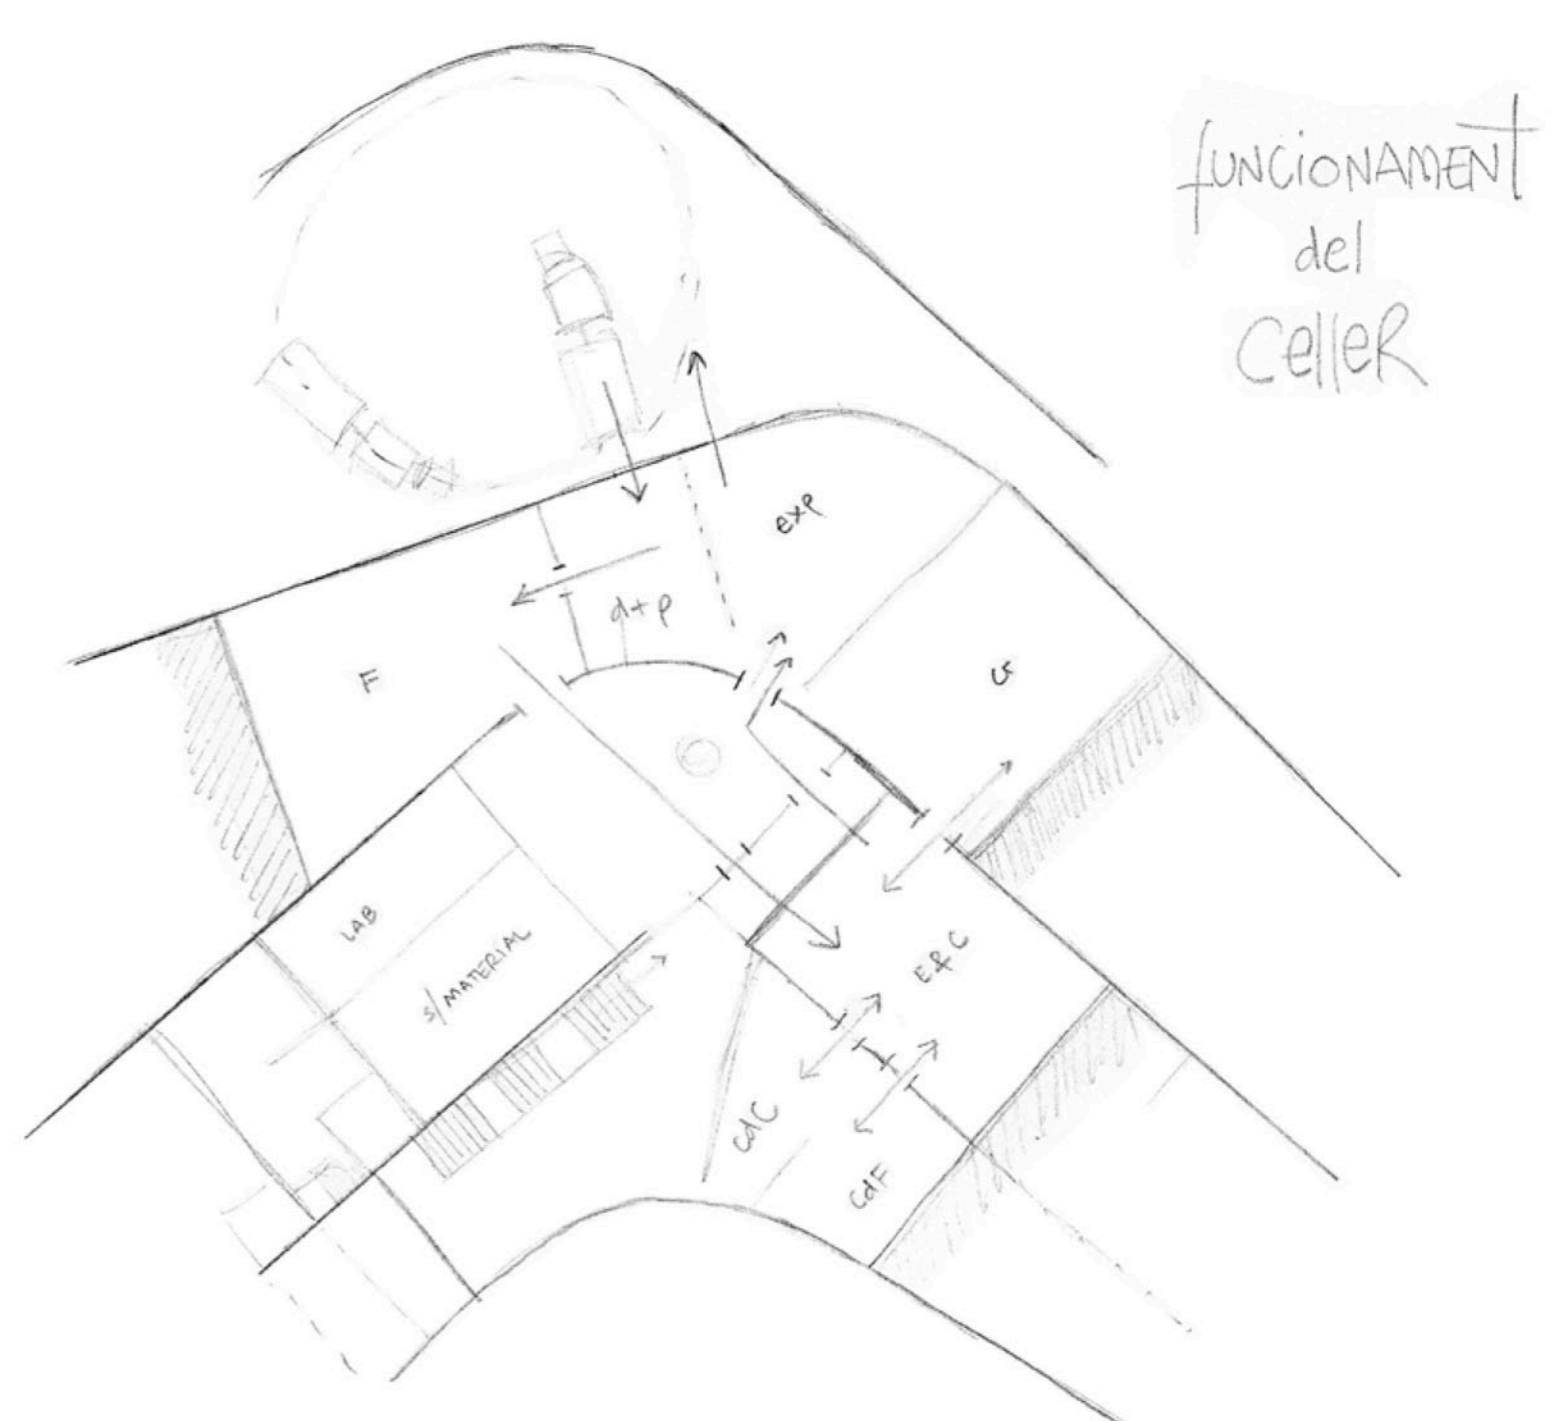 fUNCiONAMENT
del
CelleR
exp
d+p
F
LAB
s/MATERIAL
E&C
CdC
CdF